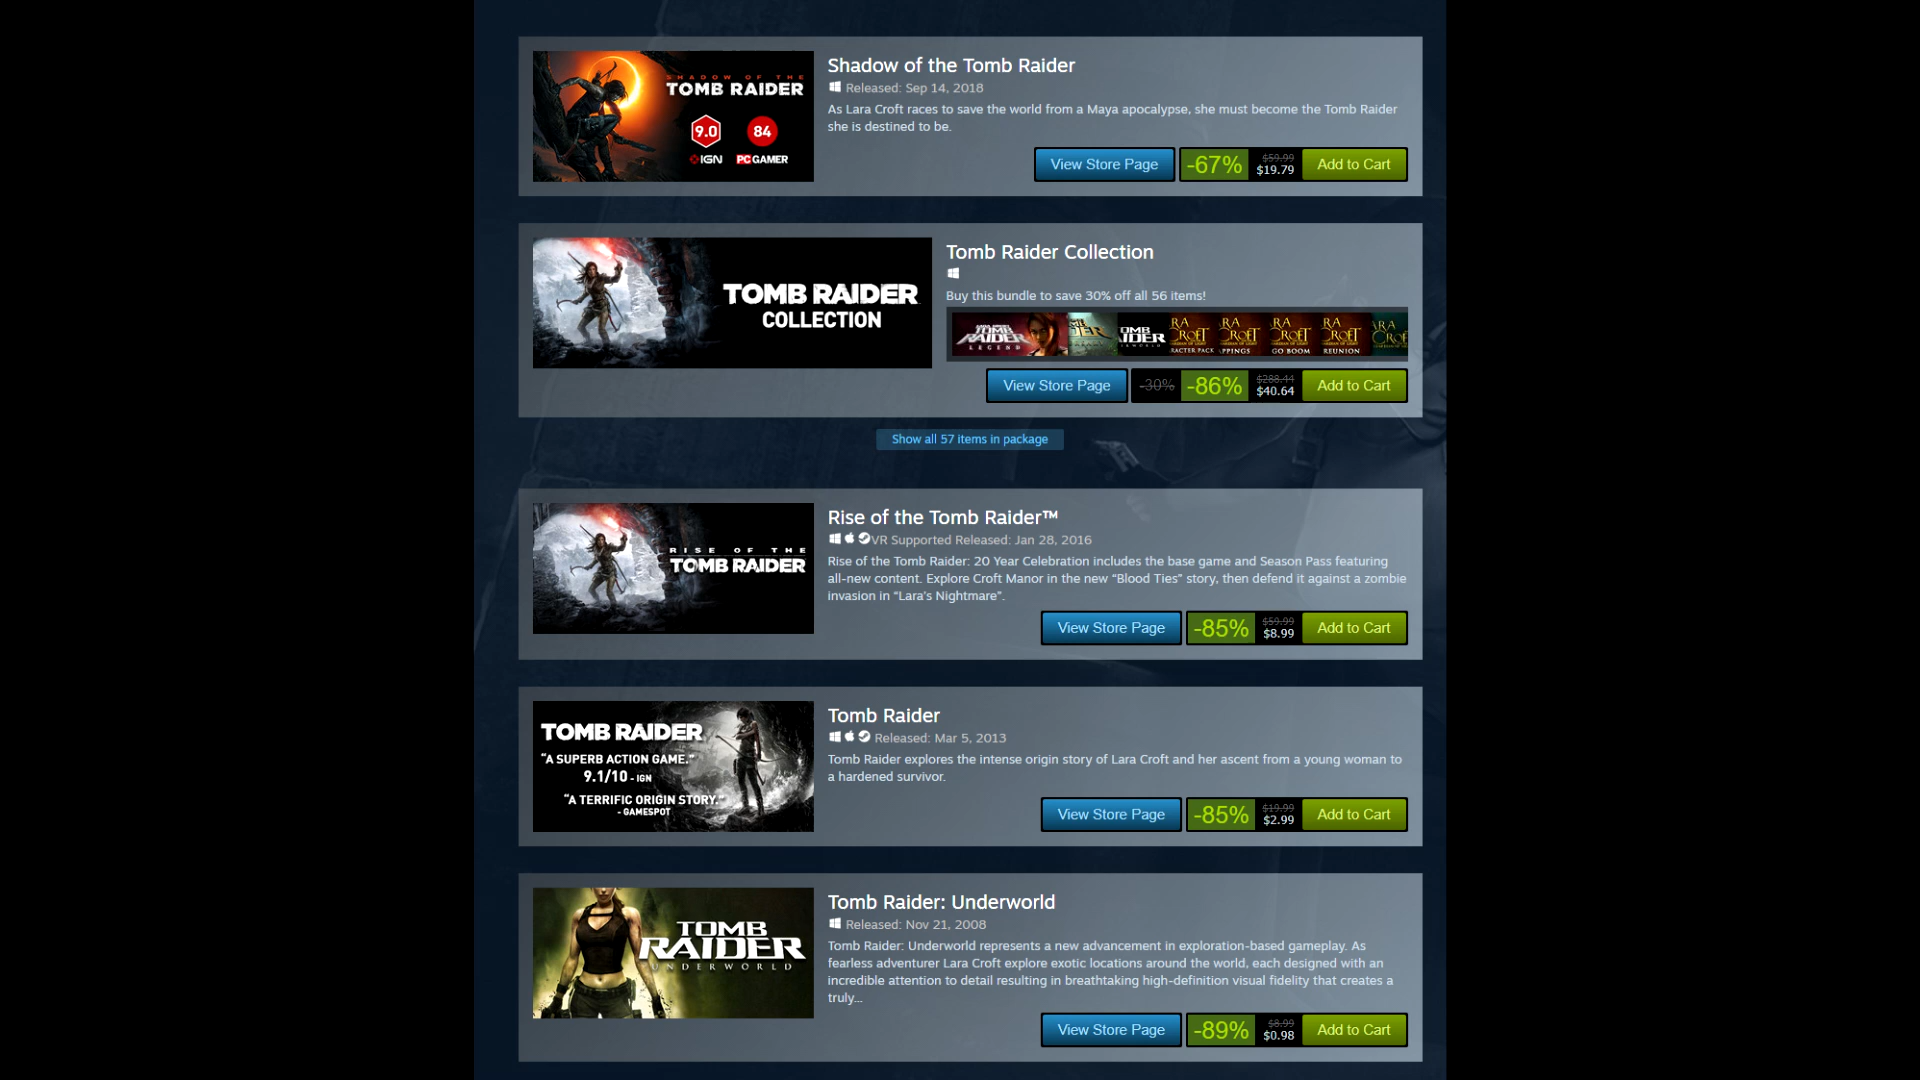 SHADOW OF THE
TOMB RAIDER
9.0
84
IGN
PC GAMER
Shadow of the Tomb Raider
Released: Sep 14, 2018
As Lara Croft races to save the world from a Maya apocalypse, she must become the Tomb Raider
she is destined to be.
View Store Page
-67%
$59.99
$19.79
Add to Cart
TOMB RAIDER
COLLECTION
Tomb Raider Collection
Buy this bundle to save 30% off all 56 items!
TOMB
RAIDER
LEGEND
RACTER PACK
PPINGS
GO BOOM
REUNION
View Store Page
-30%
-86%
$288.44
$40.64
Add to Cart
Show all 57 items in package
RISE OF THE
TOMB RAIDER
Rise of the Tomb Raider™
VR Supported Released: Jan 28, 2016
Rise of the Tomb Raider: 20 Year Celebration includes the base game and Season Pass featuring
all-new content. Explore Croft Manor in the new “Blood Ties” story, then defend it against a zombie
invasion in “Lara’s Nightmare”.
View Store Page
-85%
$59.99
$8.99
Add to Cart
TOMB RAIDER
“A SUPERB ACTION GAME.”
9.1/10 - IGN
“A TERRIFIC ORIGIN STORY.”
- GAMESPOT
Tomb Raider
Released: Mar 5, 2013
Tomb Raider explores the intense origin story of Lara Croft and her ascent from a young woman to
a hardened survivor.
View Store Page
-85%
$19.99
$2.99
Add to Cart
TOMB
RAIDER
UNDERWORLD
Tomb Raider: Underworld
Released: Nov 21, 2008
Tomb Raider: Underworld represents a new advancement in exploration-based gameplay. As
fearless adventurer Lara Croft explore exotic locations around the world, each designed with an
incredible attention to detail resulting in breathtaking high-definition visual fidelity that creates a
truly...
View Store Page
-89%
$8.99
$0.98
Add to Cart